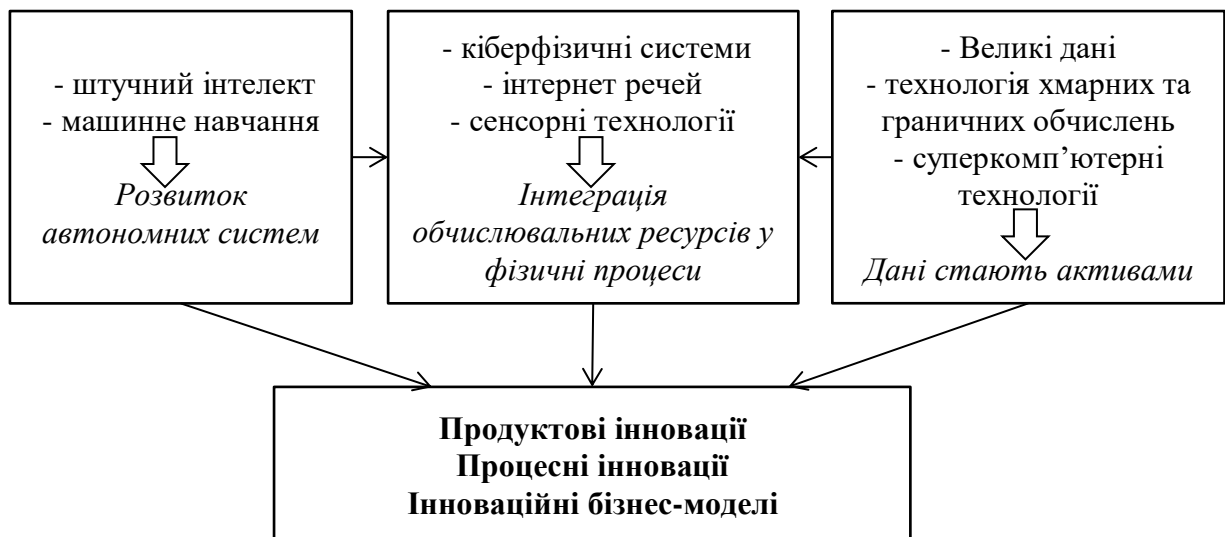 - штучний інтелект
- машинне навчання
Розвиток
автономних систем
- кіберфізичні системи
- інтернет речей
- сенсорні технології
Інтеграція
обчислювальних ресурсів у
фізичні процеси
- Великі дані
- технологія хмарних та
граничних обчислень
- суперкомп’ютерні
технології
Дані стають активами
Продуктові інновації
Процесні інновації
Інноваційні бізнес-моделі